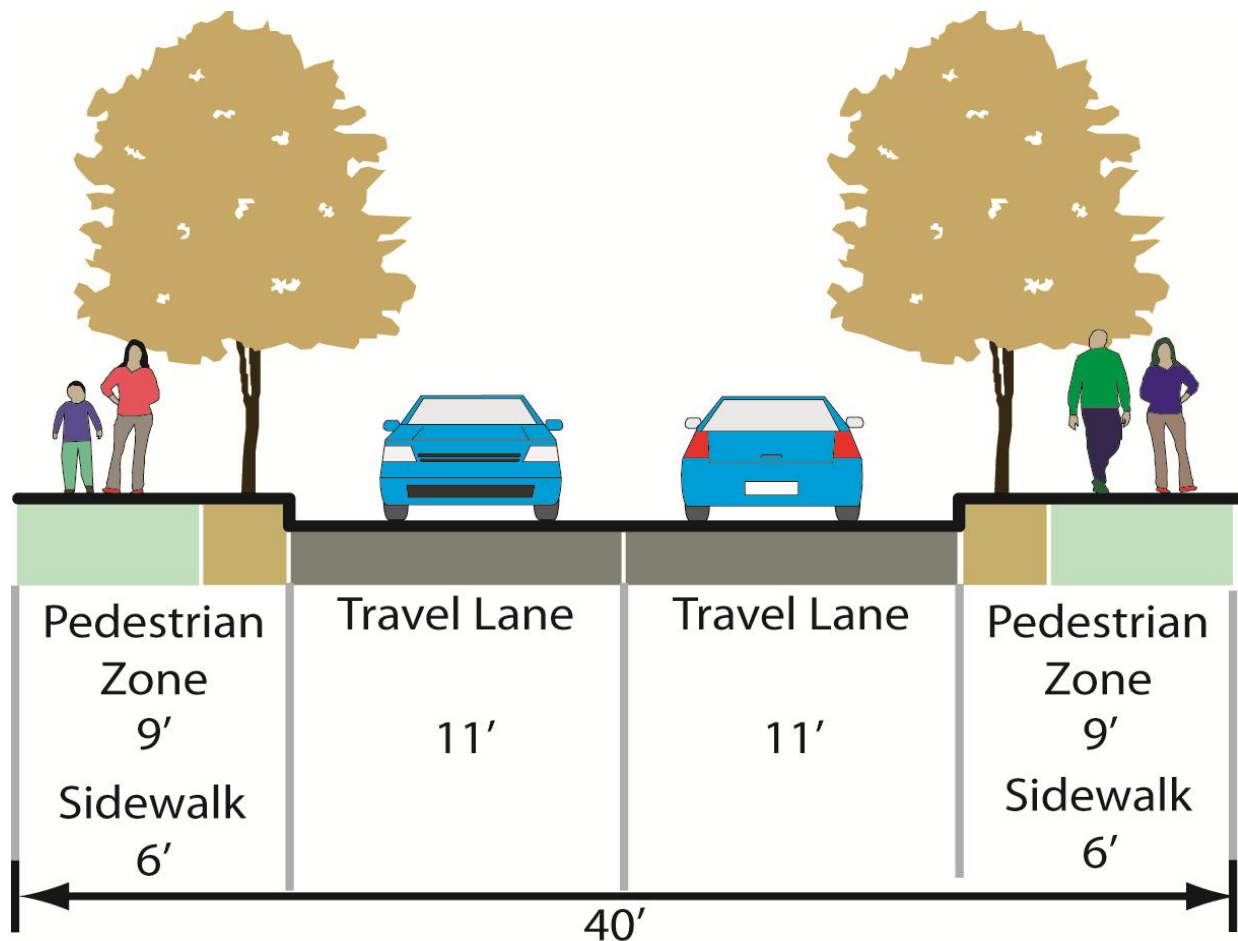 Pedestrian
Zone
9′
Sidewalk
6′
Travel Lane
11′
Travel Lane
11′
Pedestrian
Zone
9′
Sidewalk
6′
40′